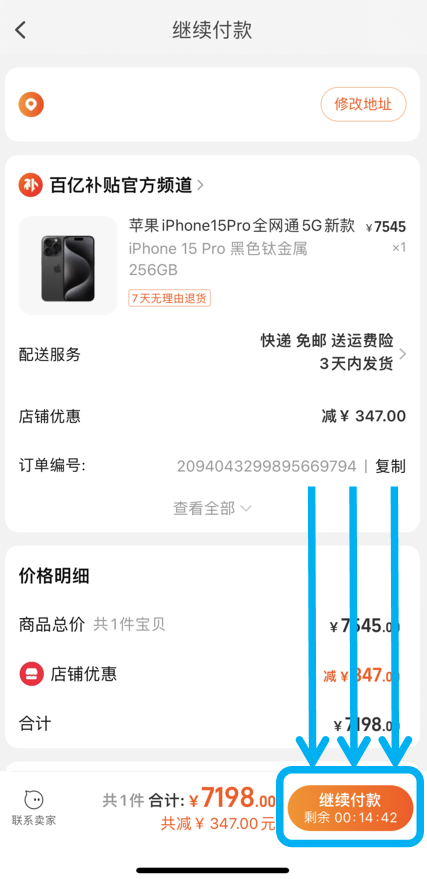 继续付款
修改地址
补 百亿补贴官方频道
苹果iPhone15Pro全网通5G新款 ¥7545
iPhone 15 Pro 黑色钛金属 ×1
256GB
7天无理由退货
配送服务 快递 免邮 送运费险
3天内发货
店铺优惠 减¥ 347.00
订单编号: 2094043299895669794 | 复制
查看全部
价格明细
商品总价 共1件宝贝 ¥7545.00
店铺优惠 减¥347.00
合计 ¥7198.00
联系卖家
共1件 合计: ¥7198.00
共减¥ 347.00元
继续付款
剩余 00:14:42